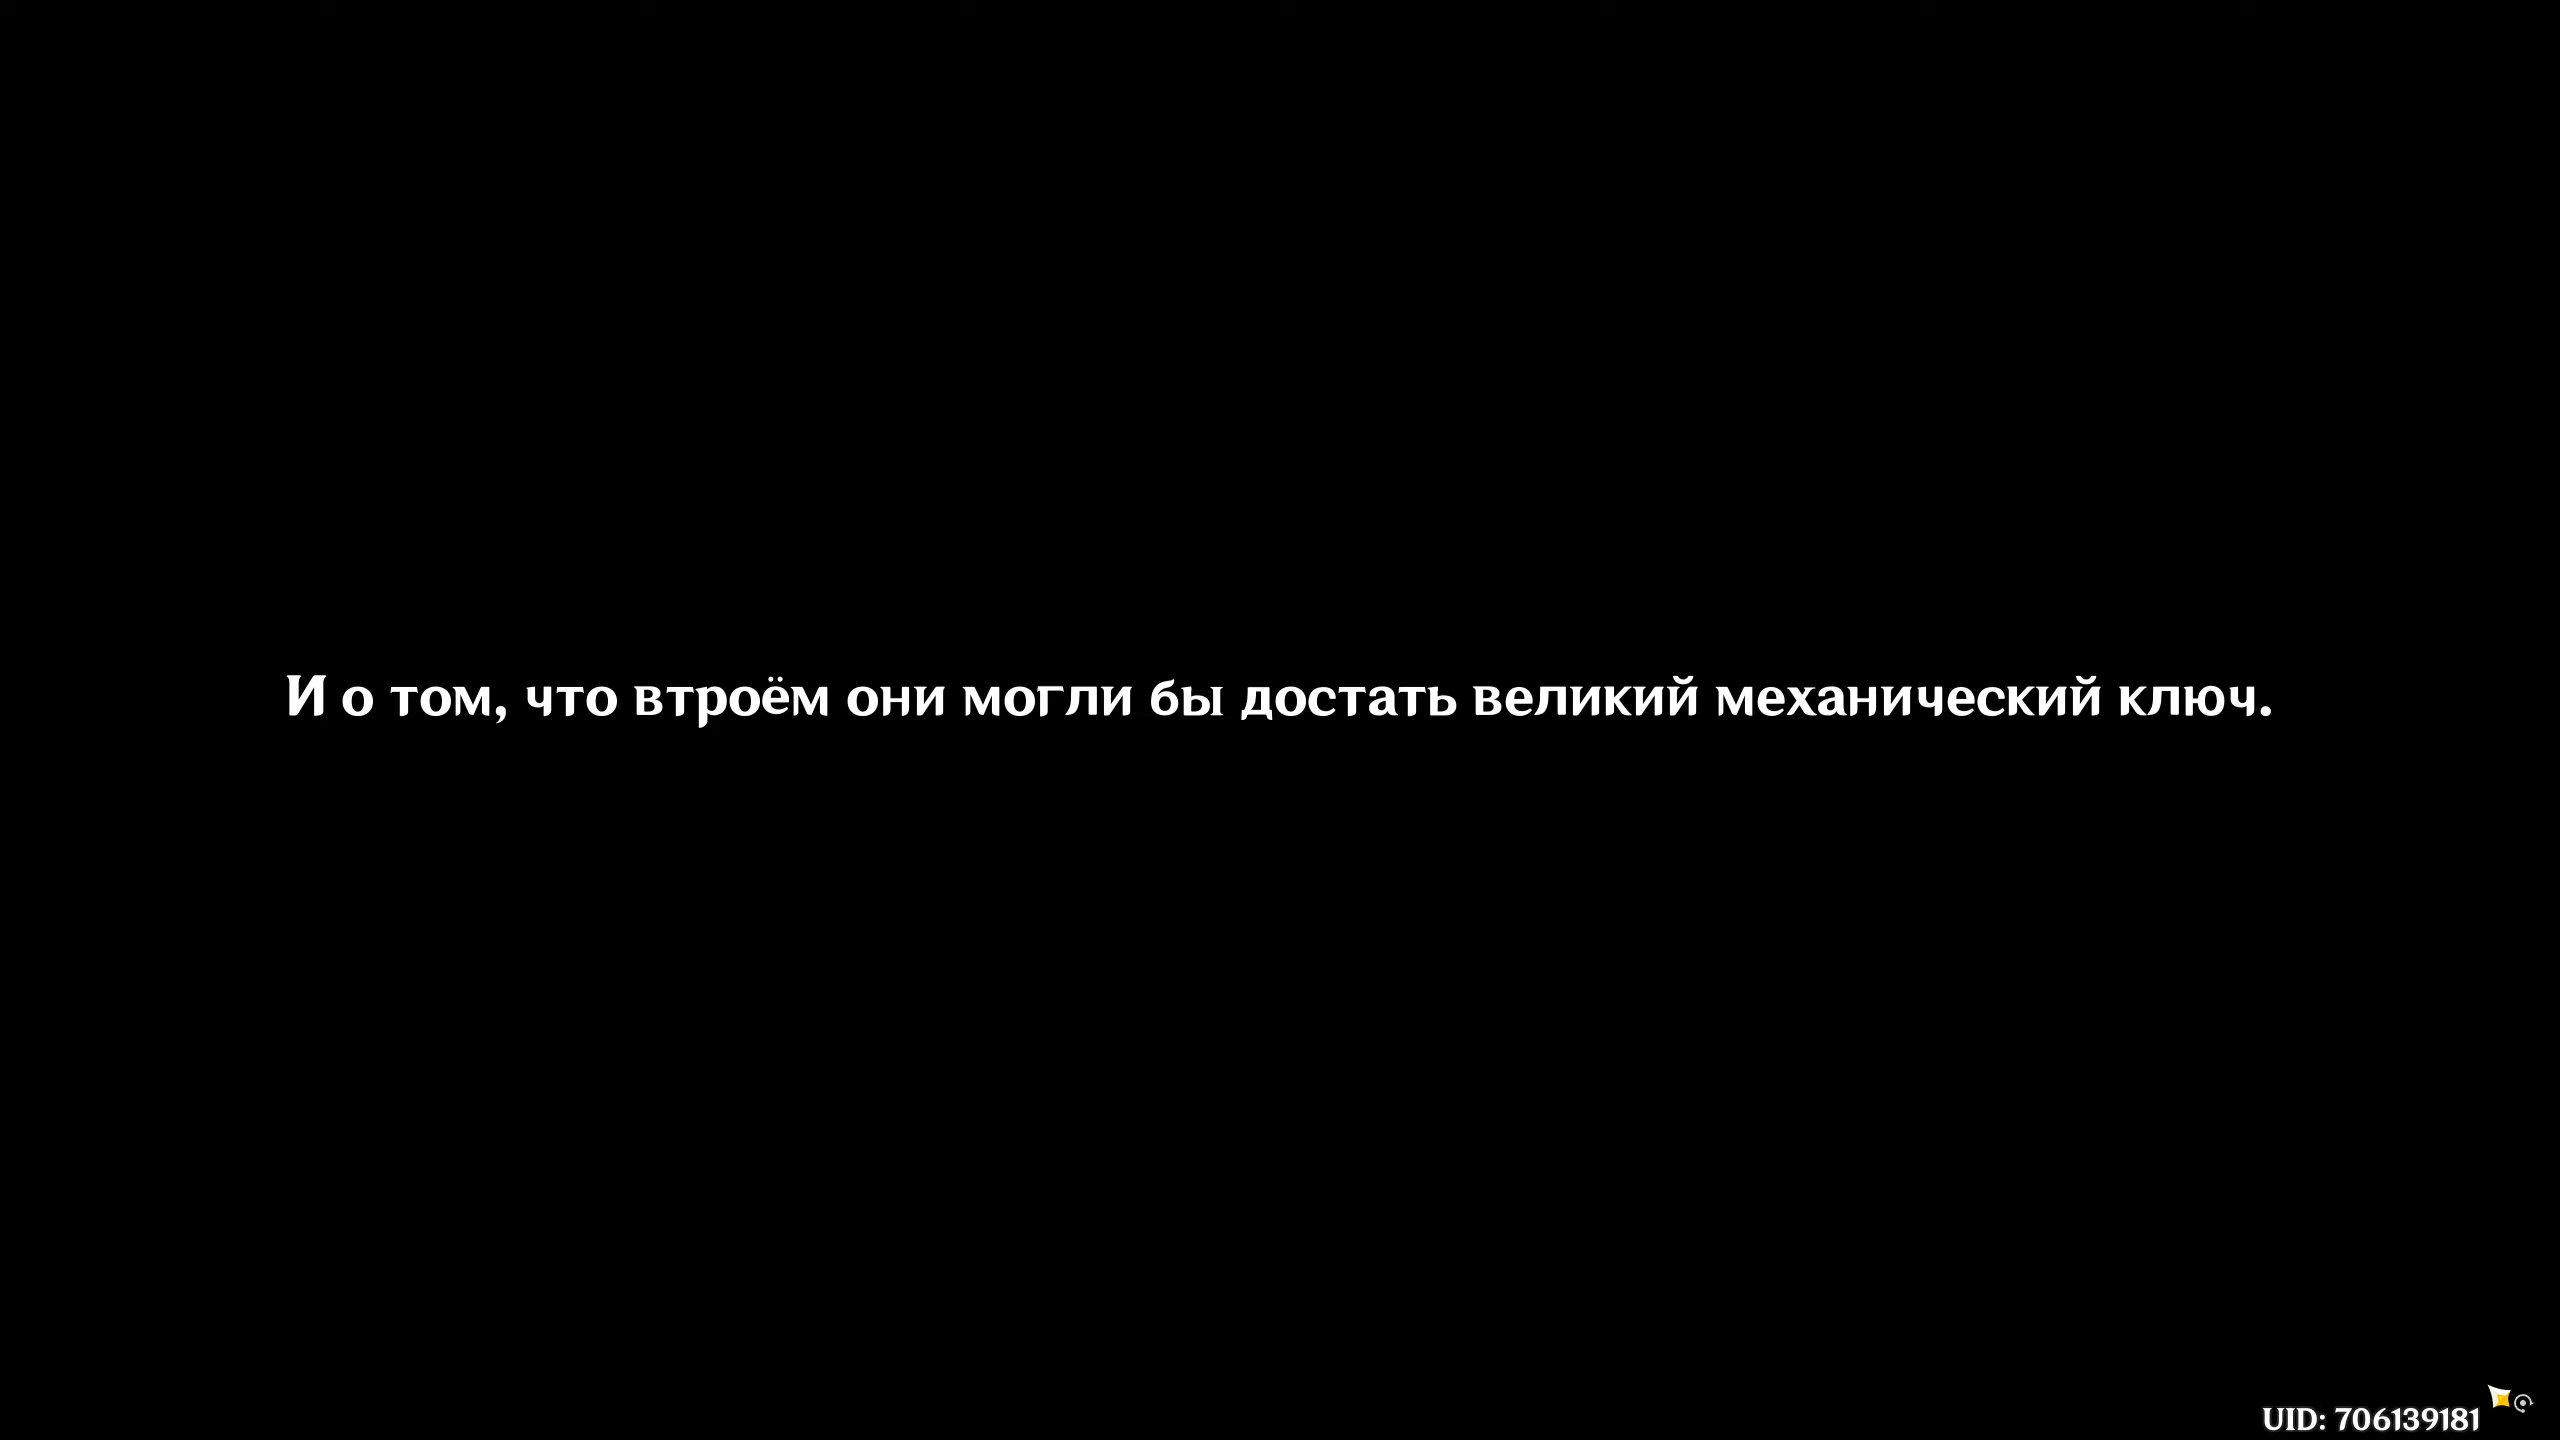 И о том, что втроём они могли бы достать великий механический ключ.
UID: 706139181